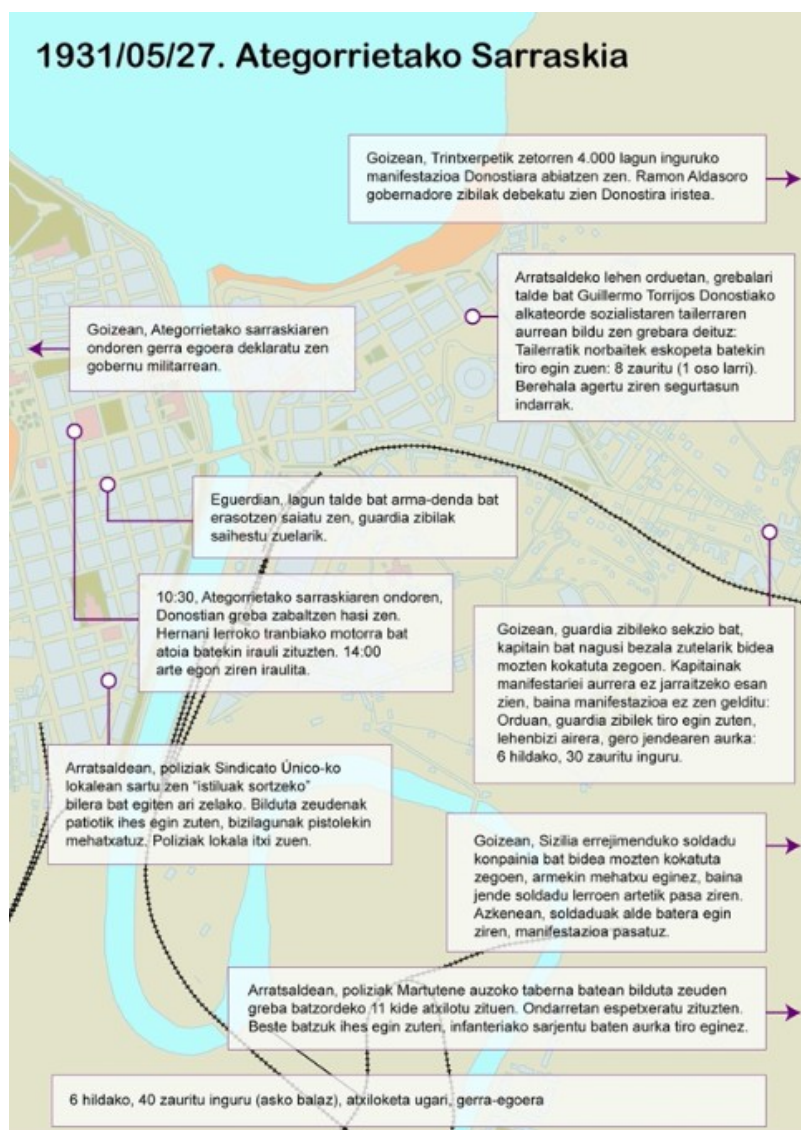 1931/05/27. Ategorrietako Sarraskia
Goizean, Trintxerpetik zetorren 4.000 lagun inguruko
manifestazioa Donostiara abiatzen zen. Ramon Aldasoro
gobernadore zibilak debekatu zien Donostira iristea.
Arratsaldeko lehen orduetan, grebalari
talde bat Guillermo Torrijos Donostiako
alkateorde sozialistaren tailerraren
aurrean bildu zen grebara deituz:
Tailerratik norbaitek eskopeta batekin
tiro egin zuen: 8 zauritu (1 oso larri).
Berehala agertu ziren segurtasun
indarrak.
Goizean, Ategorrietako sarraskiaren
ondoren gerra egoera deklaratu zen
gobernu militarrean.
Eguerdian, lagun talde bat arma-denda bat
erasotzen saiatu zen, guardia zibilak
saihestu zuelarik.
10:30, Ategorrietako sarraskiaren ondoren,
Donostian greba zabaltzen hasi zen.
Hernani lerroko tranbiako motorra bat
atoia batekin irauli zituzten. 14:00
arte egon ziren iraulita.
Goizean, guardia zibileko sekzio bat,
kapitain bat nagusi bezala zutelarik bidea
mozten kokatuta zegoen. Kapitainak
manifestariei aurrera ez jarraitzeko esan
zien, baina manifestazioa ez zen gelditu:
Orduan, guardia zibilek tiro egin zuten,
lehenbizi airera, gero jendearen aurka:
6 hildako, 30 zauritu inguru.
Arratsaldean, poliziak Sindicato Único-ko
lokalean sartu zen "istiluak sortzeko"
bilera bat egiten ari zelako. Bilduta zeudenak
patiotik ihes egin zuten, bizilagunak pistolekin
mehatxatuz. Poliziak lokala itxi zuen.
Goizean, Sizilia errejimenduko soldadu
konpainia bat bidea mozten kokatuta
zegoen, armekin mehatxu eginez, baina
jende soldadu lerroen artetik pasa ziren.
Azkenean, soldaduak alde batera egin
ziren, manifestazioa pasatuz.
Arratsaldean, poliziak Martutene auzoko taberna batean bilduta zeuden
greba batzordeko 11 kide atxilotu zituen. Ondarretan espetxeratu zituzten.
Beste batzuk ihes egin zuten, infanteriako sarjentu baten aurka tiro eginez.
6 hildako, 40 zauritu inguru (asko balaz), atxiloketa ugari, gerra-egoera